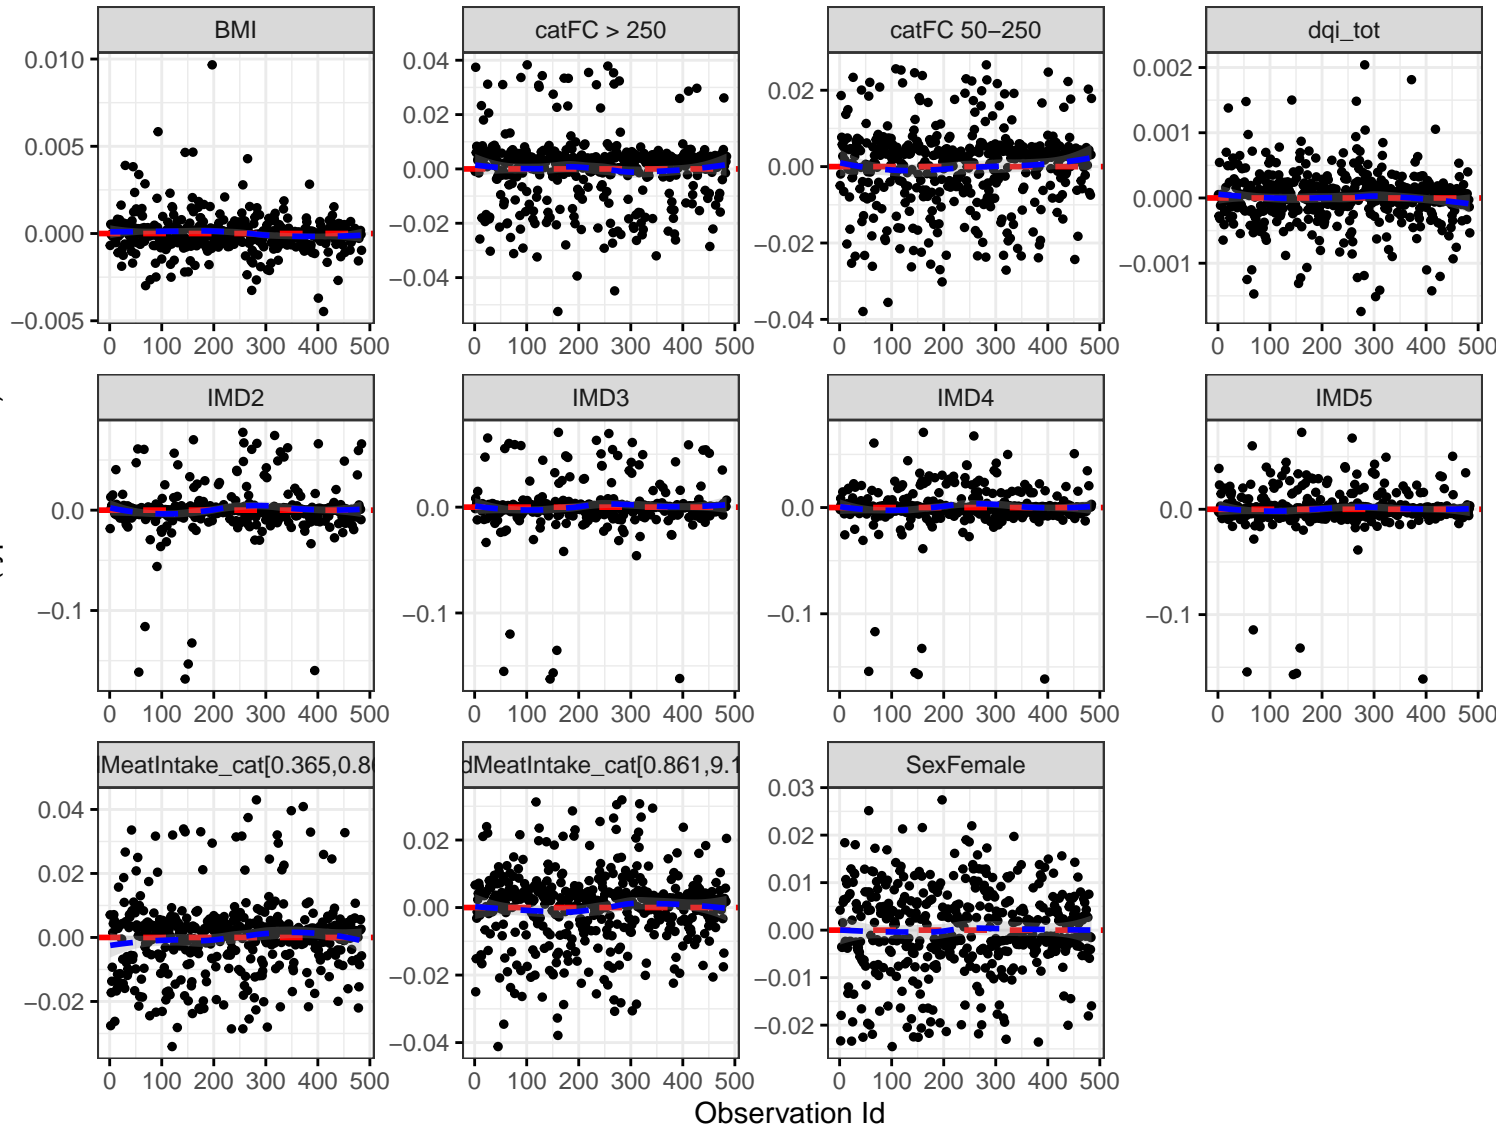 BMI
catFC > 250
catFC 50−250
dqi_tot
0.010
0.005
0.000
−0.005
0.04
0.02
0.00
−0.02
−0.04
0.02
0.00
−0.02
−0.04
0.002
0.001
0.000
−0.001
0 100 200 300 400 500
0 100 200 300 400 500
0 100 200 300 400 500
0 100 200 300 400 500
IMD2
IMD3
IMD4
IMD5
0.0
−0.1
0.0
−0.1
0.0
−0.1
0.0
−0.1
0 100 200 300 400 500
0 100 200 300 400 500
0 100 200 300 400 500
0 100 200 300 400 500
MeatIntake_cat[0.365,0.8
dMeatIntake_cat[0.861,9.1
SexFemale
0.04
0.02
0.00
−0.02
0.02
0.00
−0.02
−0.04
0.03
0.02
0.01
0.00
−0.01
−0.02
0 100 200 300 400 500
0 100 200 300 400 500
0 100 200 300 400 500
Observation Id